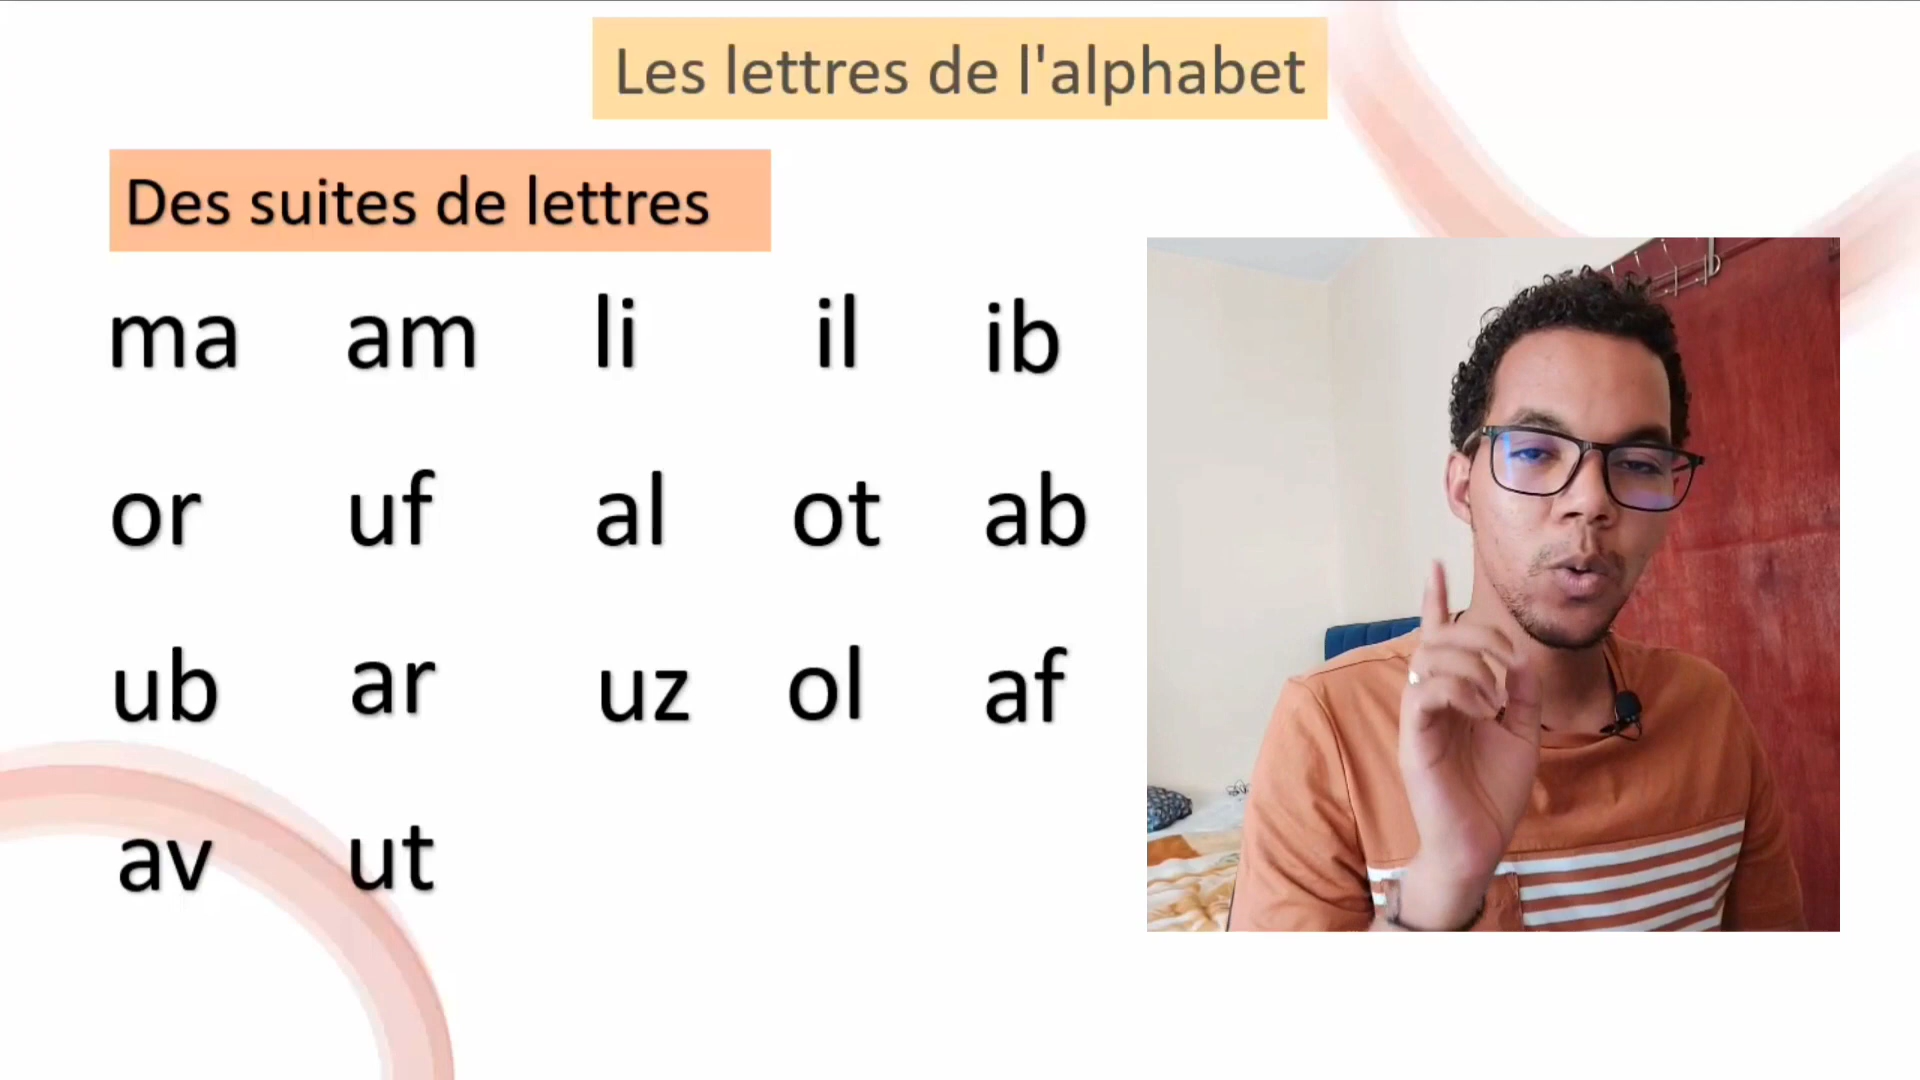 Les lettres de l'alphabet
Des suites de lettres
ma am li il ib
or uf al ot ab
ub ar uz ol af
av ut